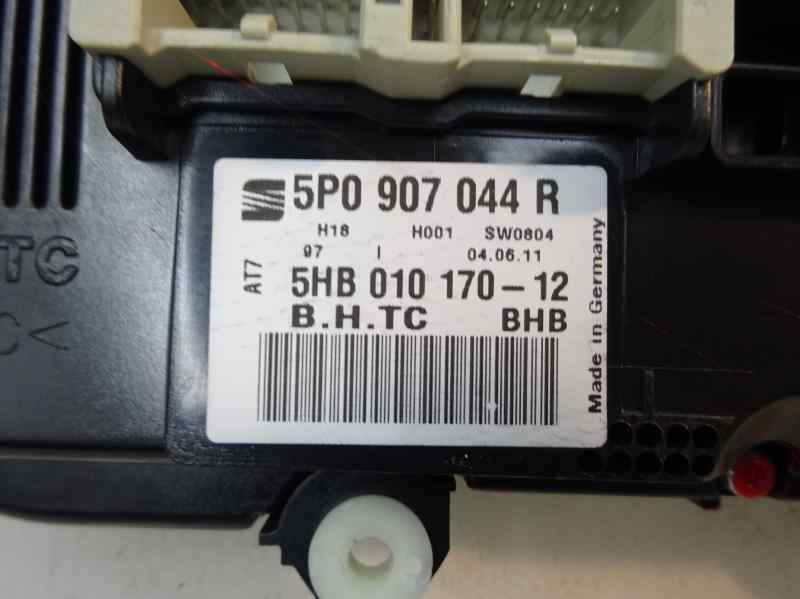 5P0 907 044 R
H18 H001 SW0804
97 I 04.06.11
AT7
5HB 010 170-12
B.H.TC BHB
Made in Germany
TC
C<